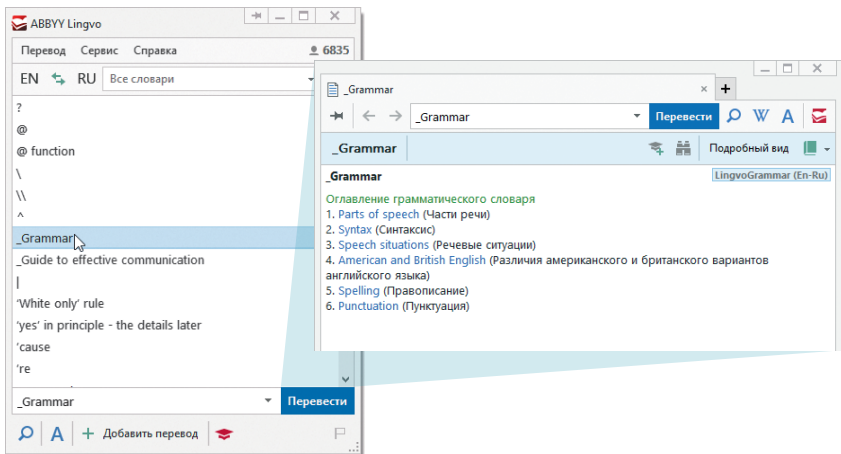 ABBYY Lingvo
Перевод Сервис Справка 6835
EN RU Все словари
?
@
@ function
\
\\
^
_Grammar
_Guide to effective communication
|
'White only' rule
'yes' in principle - the details later
'cause
're
_Grammar Перевести
A + Добавить перевод
_Grammar × +
_Grammar Перевести W A
_Grammar Подробный вид
_Grammar LingvoGrammar (En-Ru)
Оглавление грамматического словаря
1. Parts of speech (Части речи)
2. Syntax (Синтаксис)
3. Speech situations (Речевые ситуации)
4. American and British English (Различия американского и британского вариантов
английского языка)
5. Spelling (Правописание)
6. Punctuation (Пунктуация)